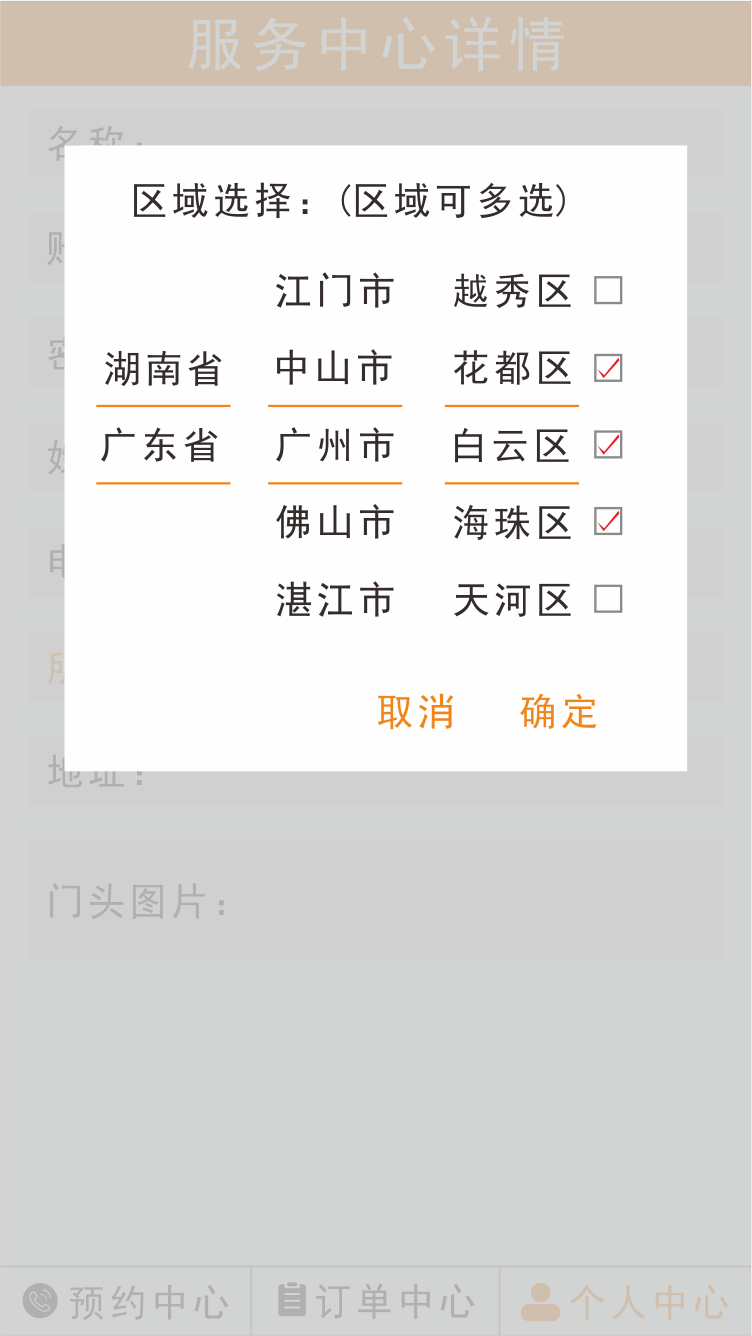 服务中心详情
名称：
区域选择：(区域可多选)
江门市 越秀区
湖南省 中山市 花都区
广东省 广州市 白云区
佛山市 海珠区
湛江市 天河区
取消 确定
地址：
门头图片：
预约中心 订单中心 个人中心